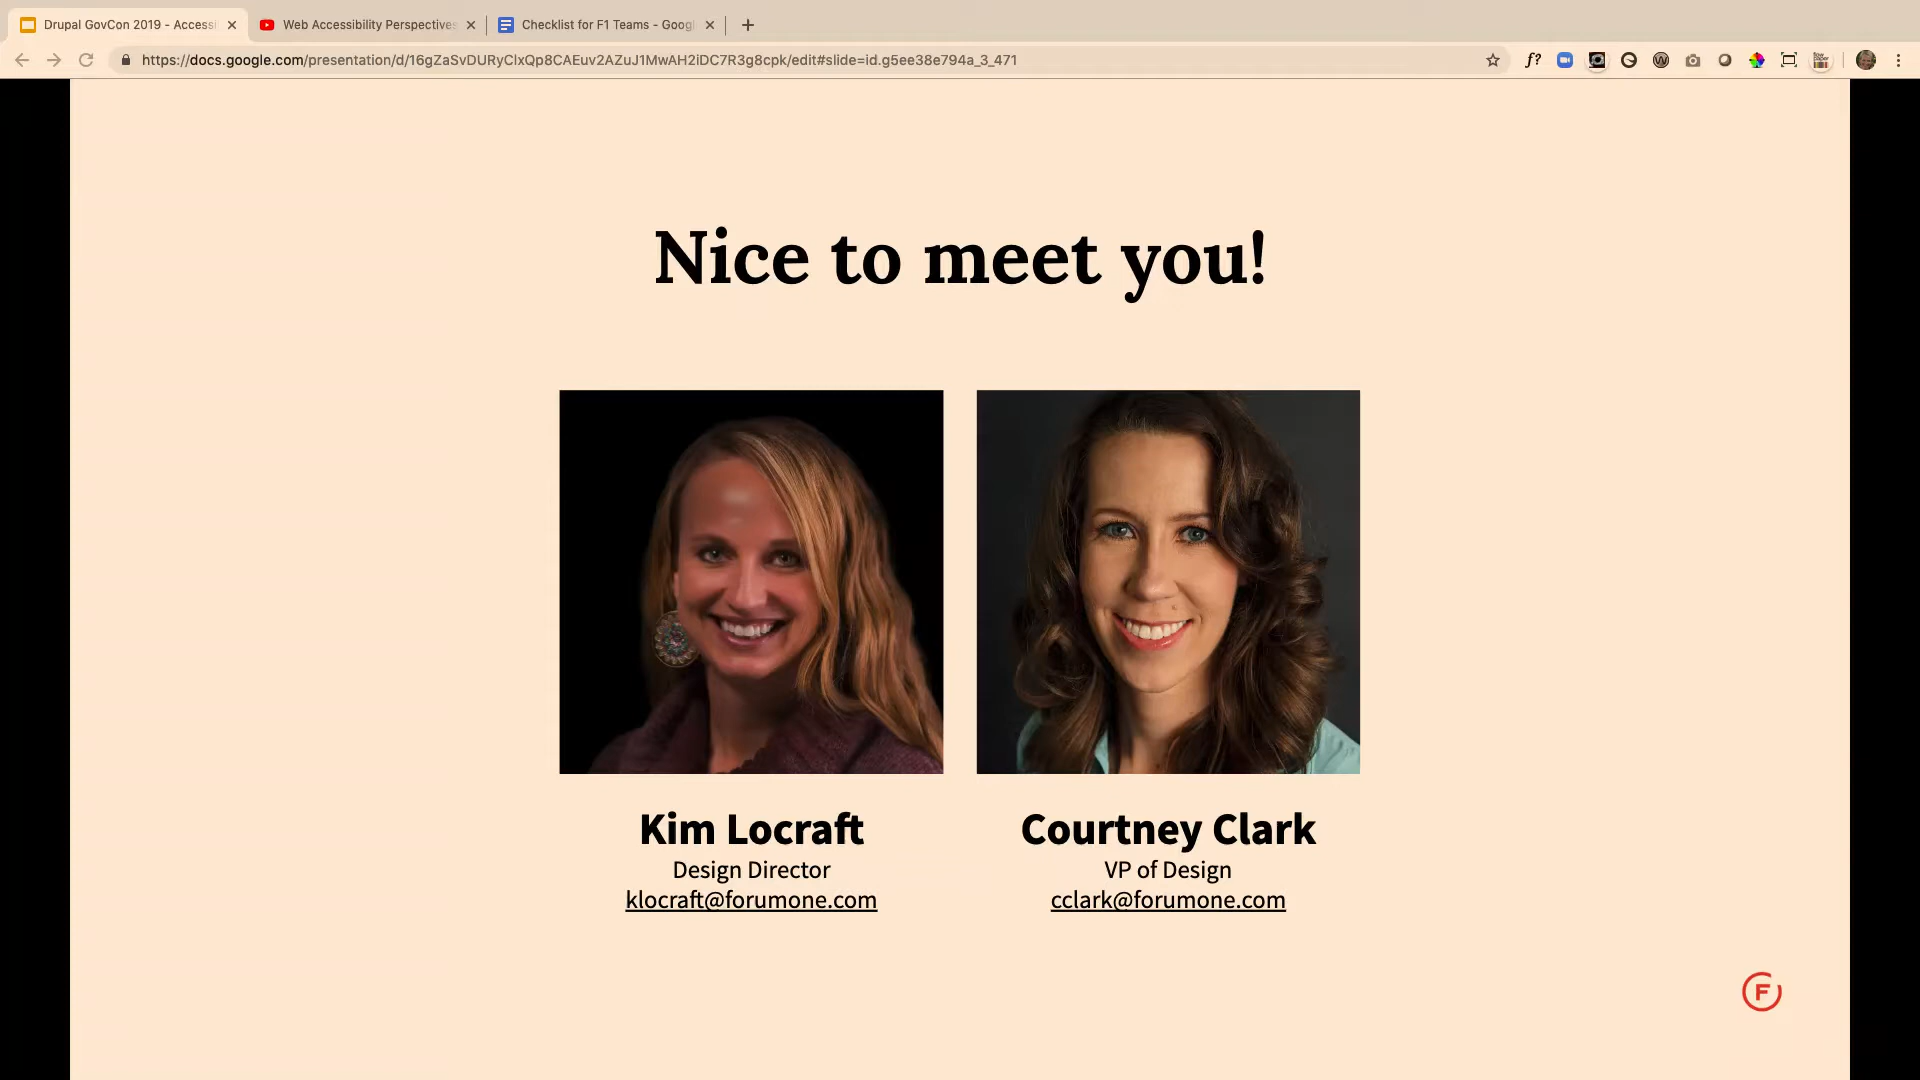 Drupal GovCon 2019 - Accessi
Web Accessibility Perspectives
Checklist for F1 Teams - Goog
https://docs.google.com/presentation/d/16gZaSvDURyClxQp8CAEuv2AZuJ1MwAH2iDC7R3g8cpk/edit#slide=id.g5ee38e794a_3_471
f?
Nice to meet you!
Kim Locraft
Design Director
klocraft@forumone.com
Courtney Clark
VP of Design
cclark@forumone.com
F